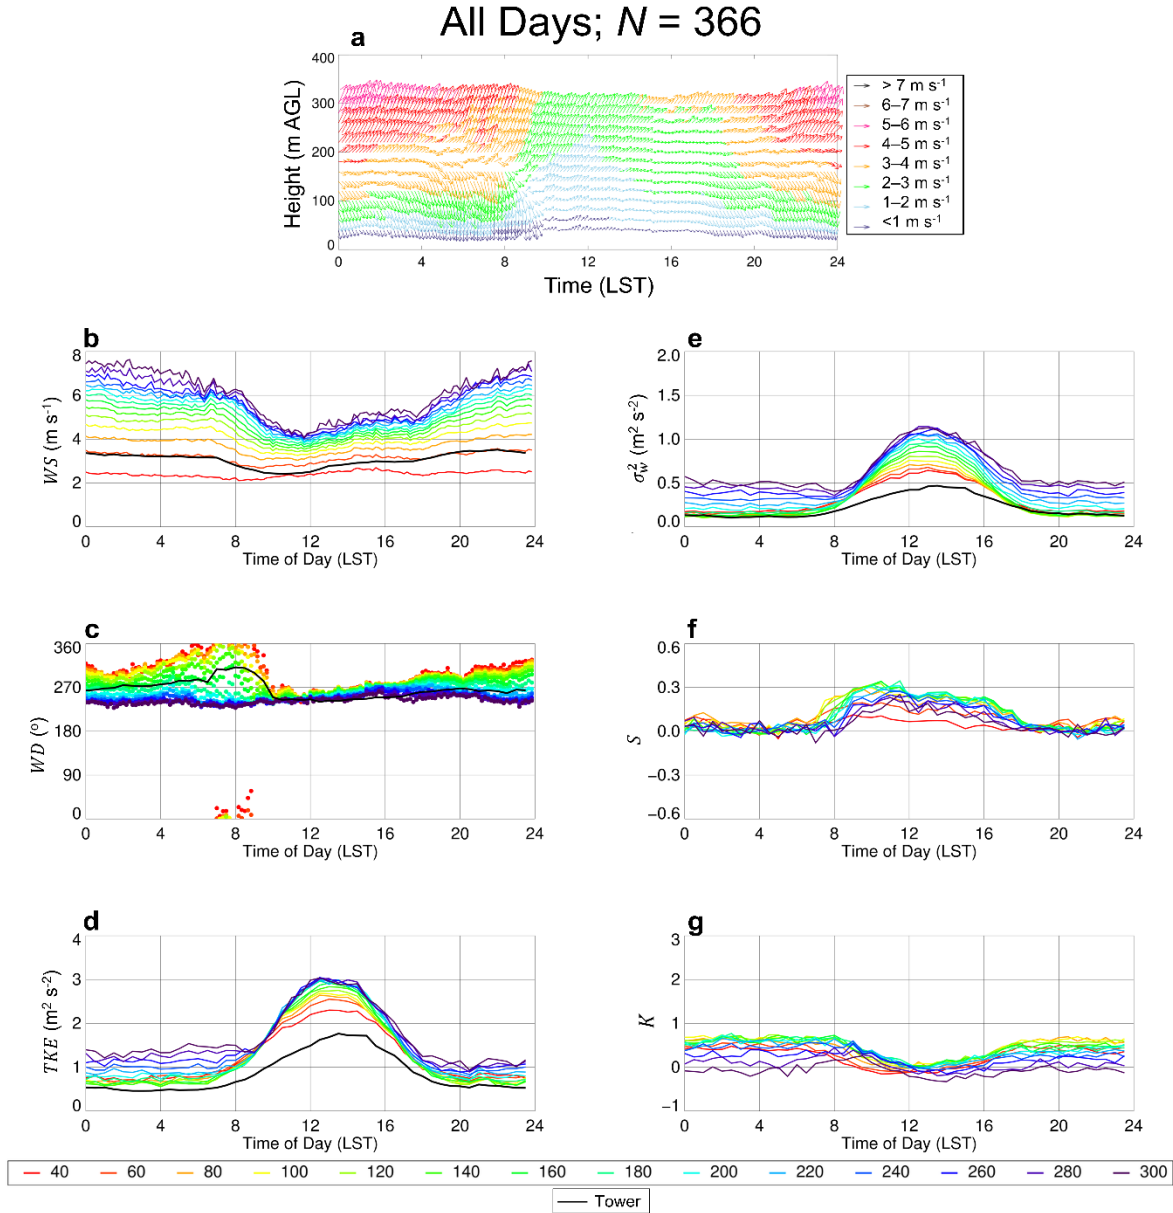 All Days; N = 366
a
Height (m AGL)
400
300
200
100
0
0 4 8 12 16 20 24
Time (LST)
> 7 m s-1
6–7 m s-1
5–6 m s-1
4–5 m s-1
3–4 m s-1
2–3 m s-1
1–2 m s-1
<1 m s-1
b
WS (m s-1)
8
6
4
2
0
0 4 8 12 16 20 24
Time of Day (LST)
e
σ²w (m² s-2)
2.0
1.5
1.0
0.5
0.0
0 4 8 12 16 20 24
Time of Day (LST)
c
WD (°)
360
270
180
90
0
0 4 8 12 16 20 24
Time of Day (LST)
f
S
0.6
0.3
0.0
−0.3
−0.6
0 4 8 12 16 20 24
Time of Day (LST)
d
TKE (m² s-2)
4
3
2
1
0
0 4 8 12 16 20 24
Time of Day (LST)
g
K
3
2
1
0
−1
0 4 8 12 16 20 24
Time of Day (LST)
40 60 80 100 120 140 160 180 200 220 240 260 280 300
Tower